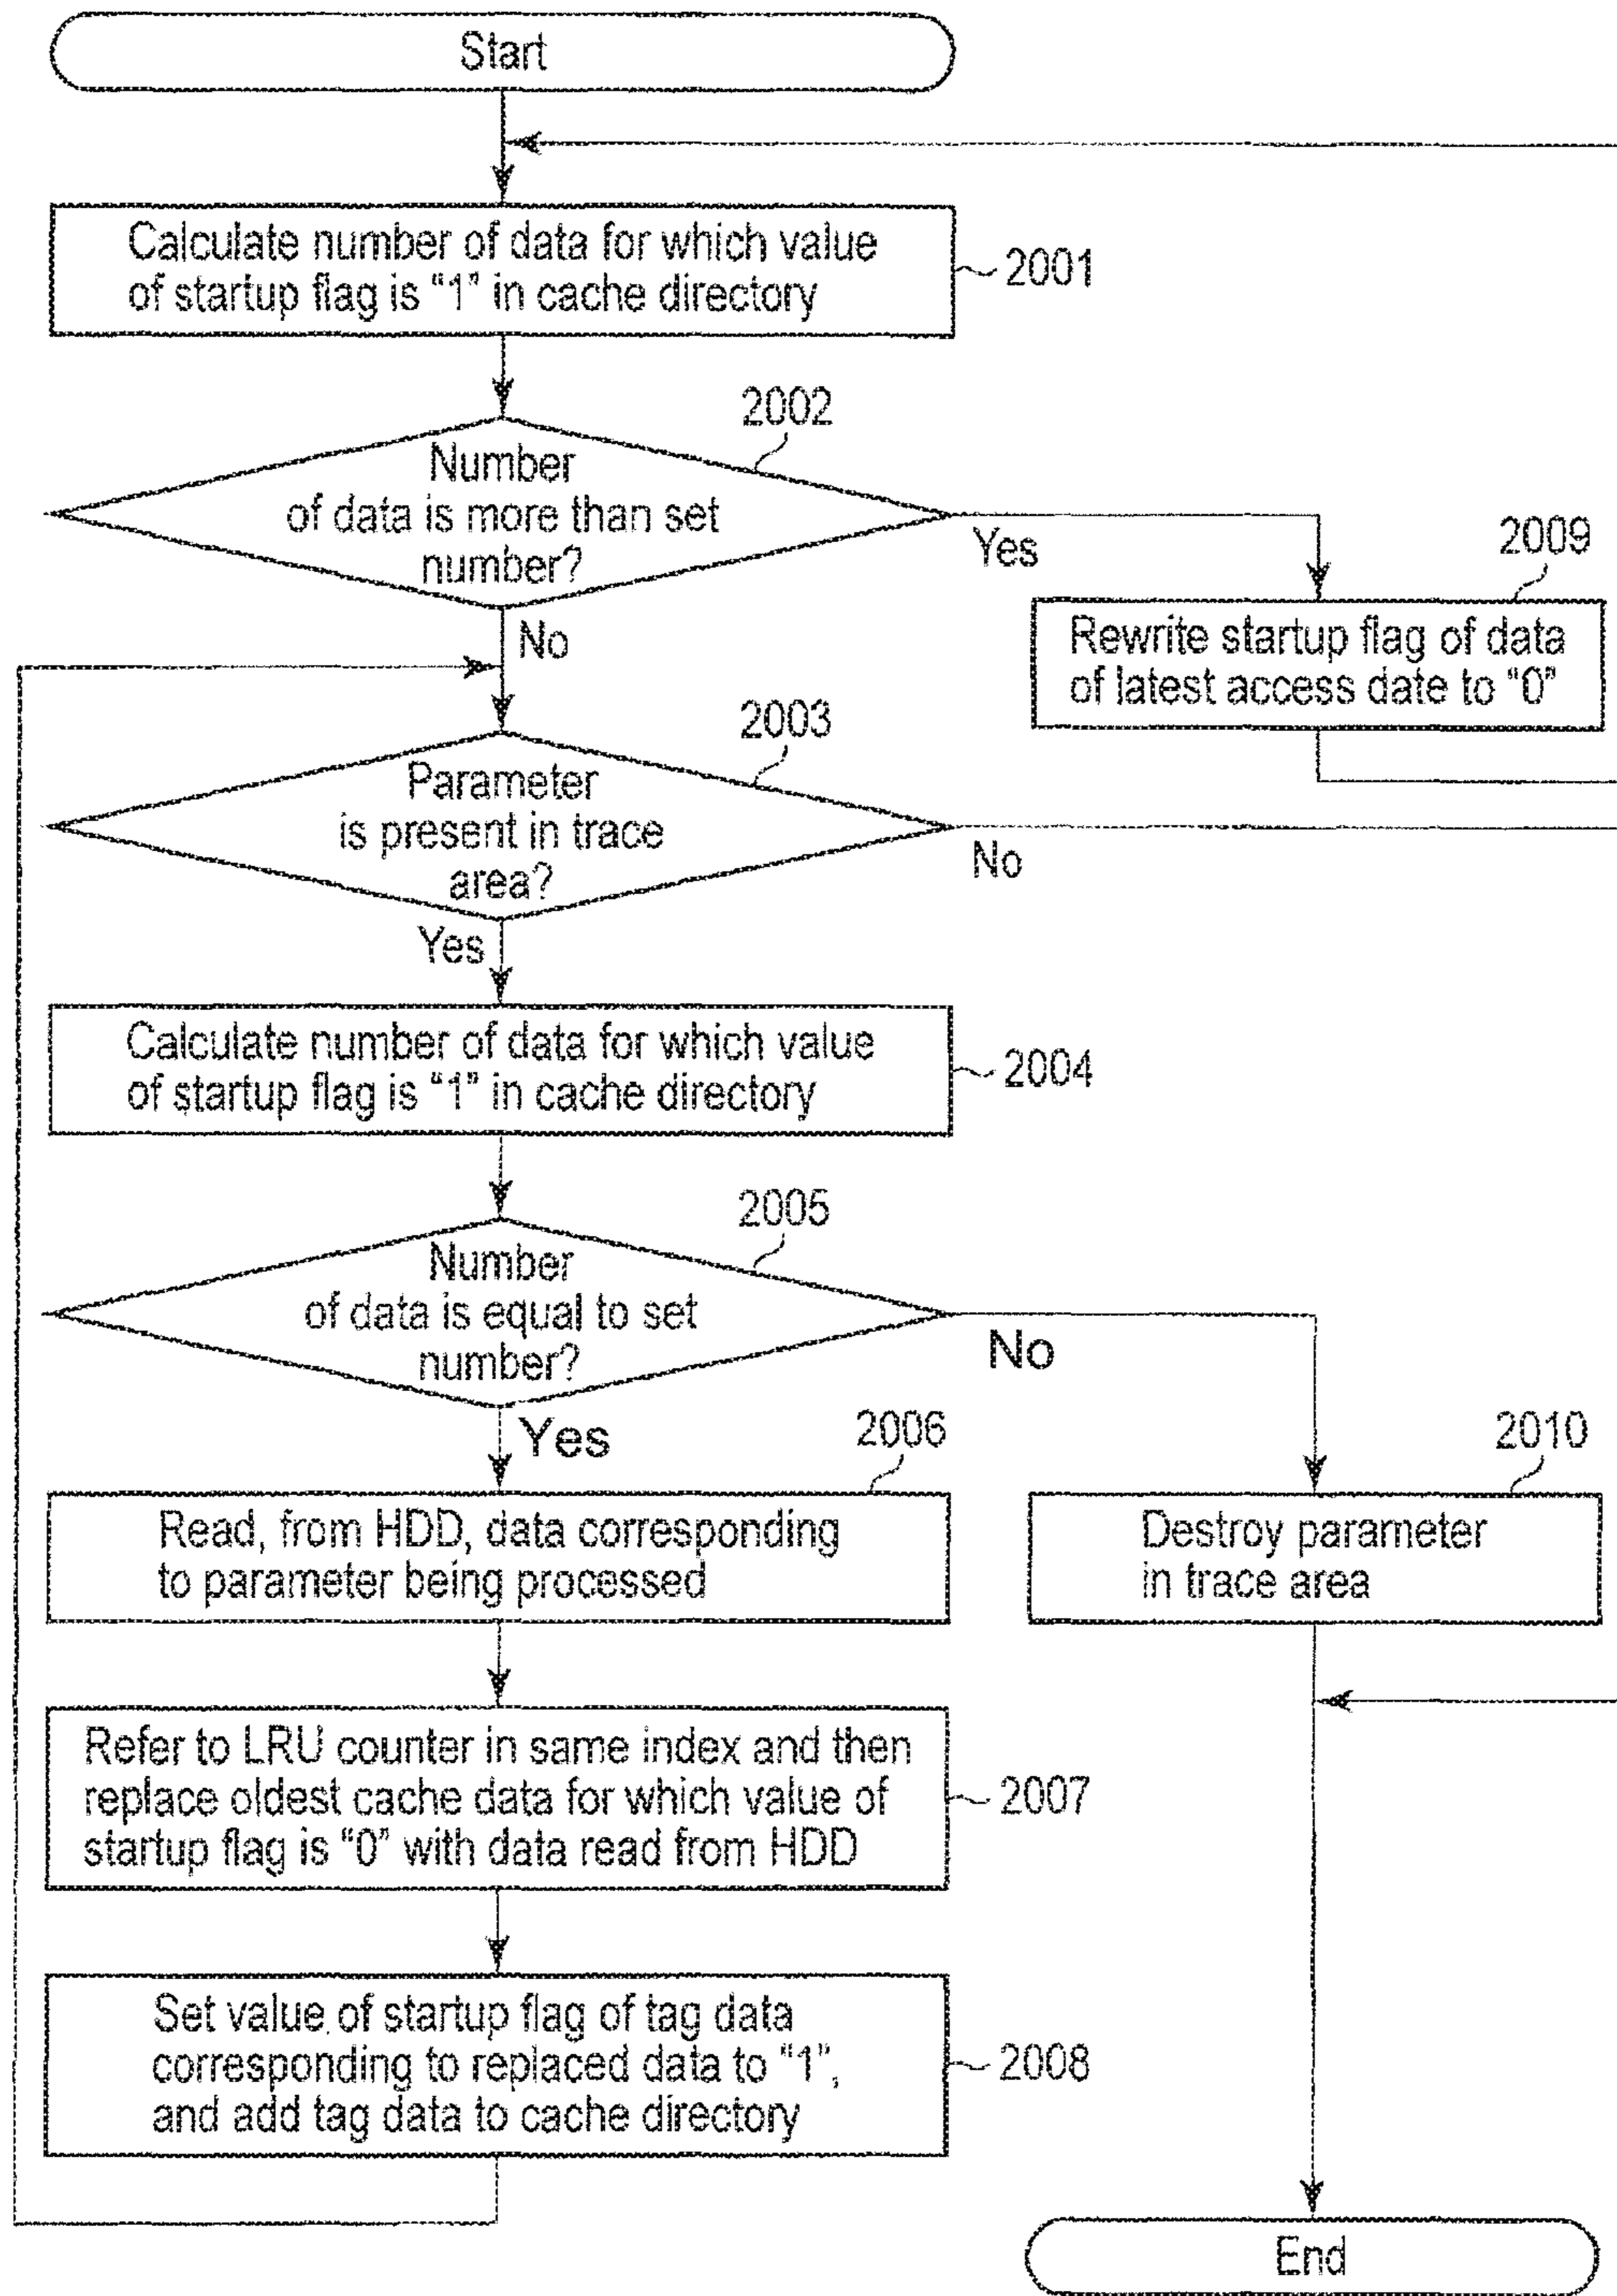 Start
Calculate number of data for which value
of startup flag is "1" in cache directory
2001
2002
Number
of data is more than set
number?
Yes
No
2009
Rewrite startup flag of data
of latest access date to "0"
2003
Parameter
is present in trace
area?
No
Yes
Calculate number of data for which value
of startup flag is "1" in cache directory
2004
2005
Number
of data is equal to set
number?
No
Yes
2006
Read, from HDD, data corresponding
to parameter being processed
2010
Destroy parameter
in trace area
Refer to LRU counter in same index and then
replace oldest cache data for which value of
startup flag is "0" with data read from HDD
2007
Set value of startup flag of tag data
corresponding to replaced data to "1",
and add tag data to cache directory
2008
End